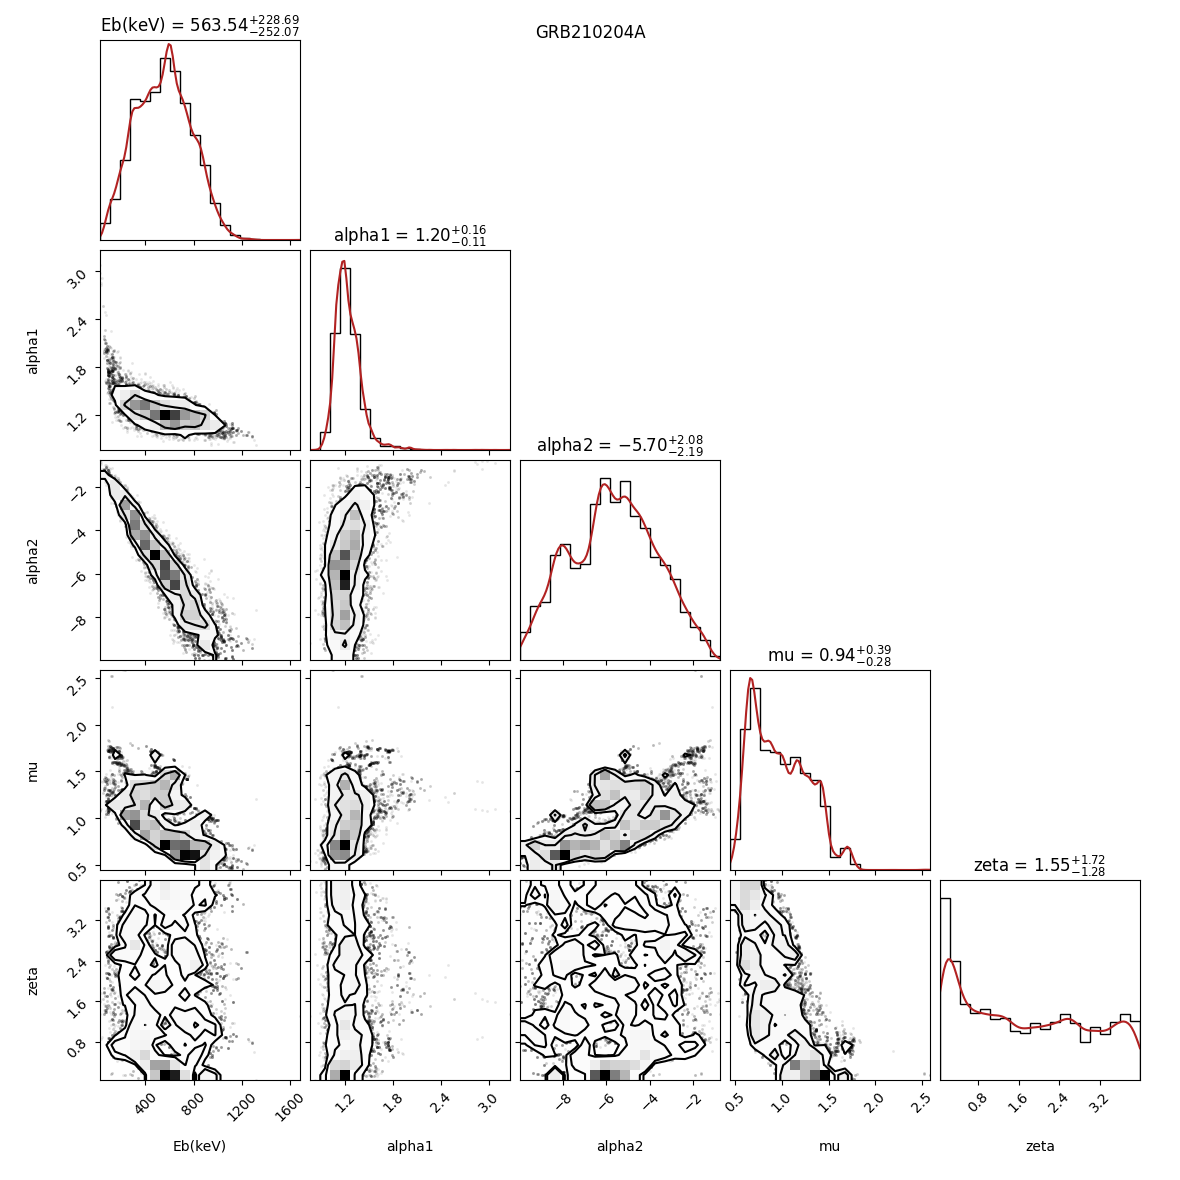 Eb(keV) = 563.54 +228.69 −252.07
GRB210204A
alpha1 = 1.20 +0.16 −0.11
3.0
2.4
1.8
1.2
alpha1
alpha2 = −5.70 +2.08 −2.19
−2
−4
−6
−8
alpha2
mu = 0.94 +0.39 −0.28
2.5
2.0
1.5
1.0
0.5
mu
zeta = 1.55 +1.72 −1.28
3.2
2.4
1.6
0.8
zeta
400 800 1200 1600
1.2 1.8 2.4 3.0
−8 −6 −4 −2
0.5 1.0 1.5 2.0 2.5
0.8 1.6 2.4 3.2
Eb(keV) alpha1 alpha2 mu zeta